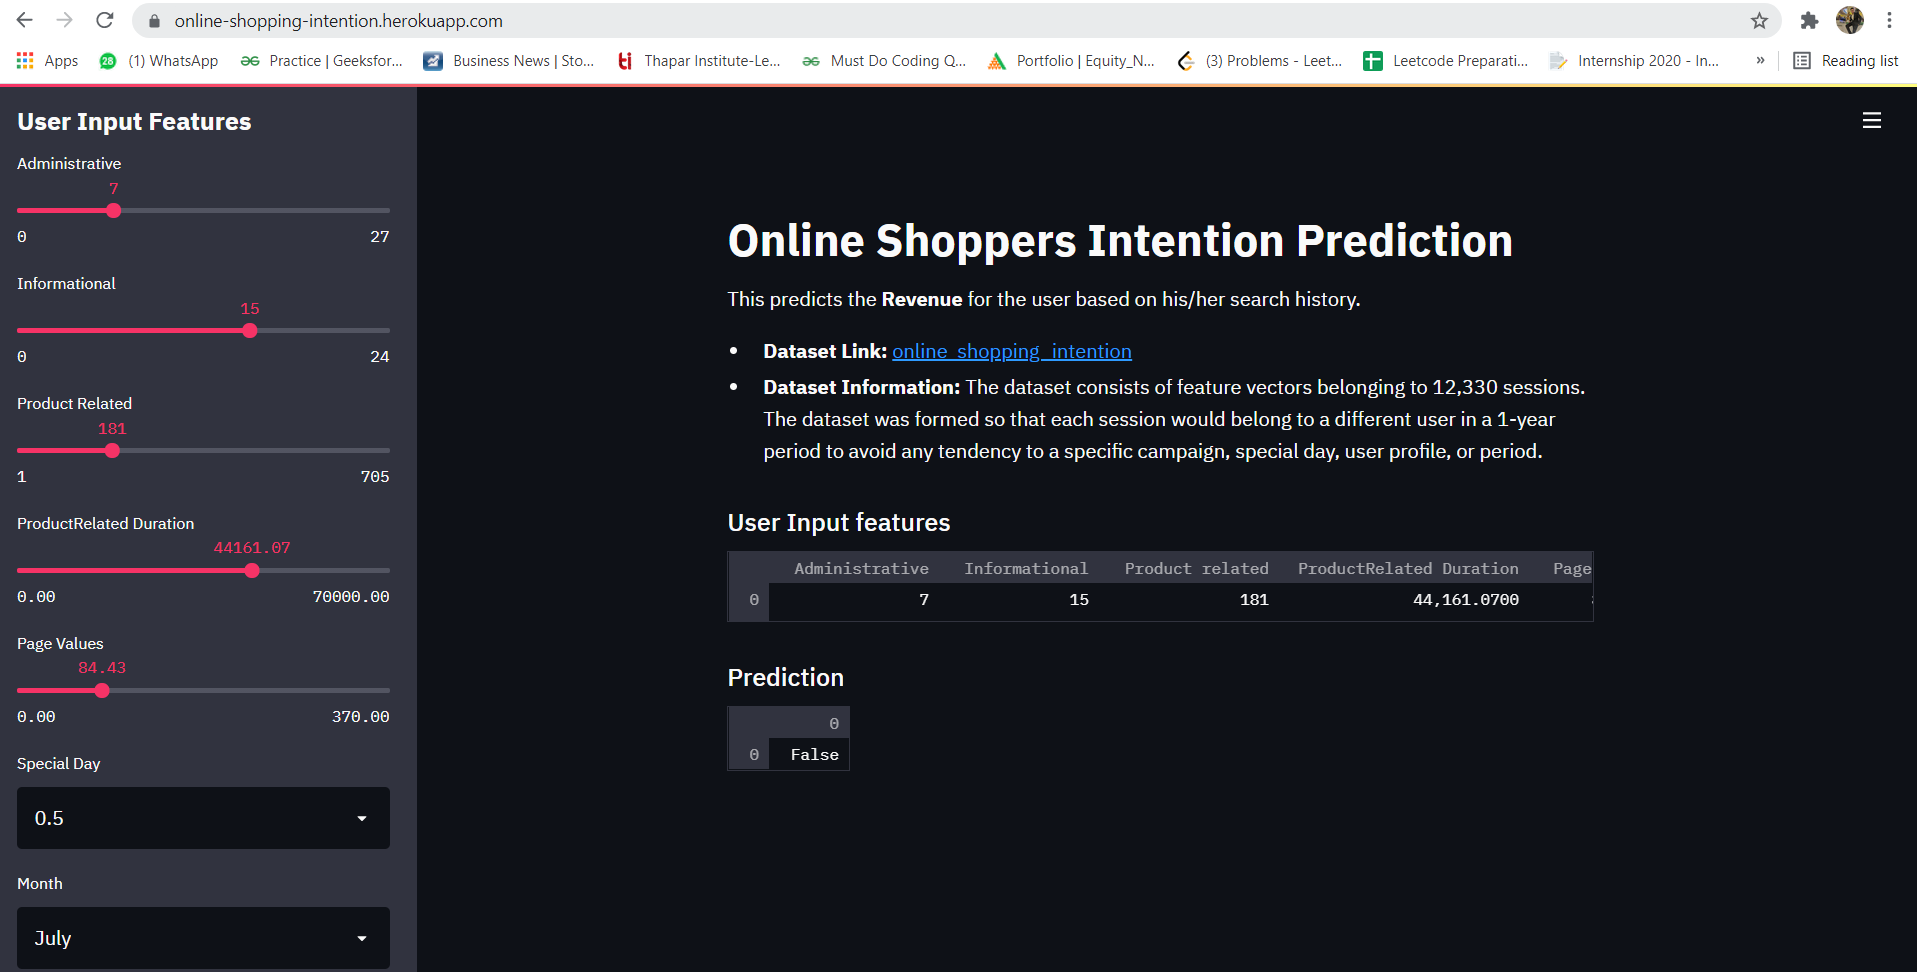 online-shopping-intention.herokuapp.com
Apps
28
(1) WhatsApp
Practice | Geeksfor...
Business News | Sto...
ti
Thapar Institute-Le...
Must Do Coding Q...
Portfolio | Equity_N...
(3) Problems - Leet...
Leetcode Preparati...
Internship 2020 - In...
»
Reading list
User Input Features
Administrative
7
0 27
Informational
15
0 24
Product Related
181
1 705
ProductRelated Duration
44161.07
0.00 70000.00
Page Values
84.43
0.00 370.00
Special Day
0.5
Month
July
Online Shoppers Intention Prediction
This predicts the Revenue for the user based on his/her search history.
• Dataset Link: online_shopping_intention
• Dataset Information: The dataset consists of feature vectors belonging to 12,330 sessions.
The dataset was formed so that each session would belong to a different user in a 1-year
period to avoid any tendency to a specific campaign, special day, user profile, or period.
User Input features
Administrative Informational Product related ProductRelated Duration Page
0 7 15 181 44,161.0700
Prediction
0
0 False